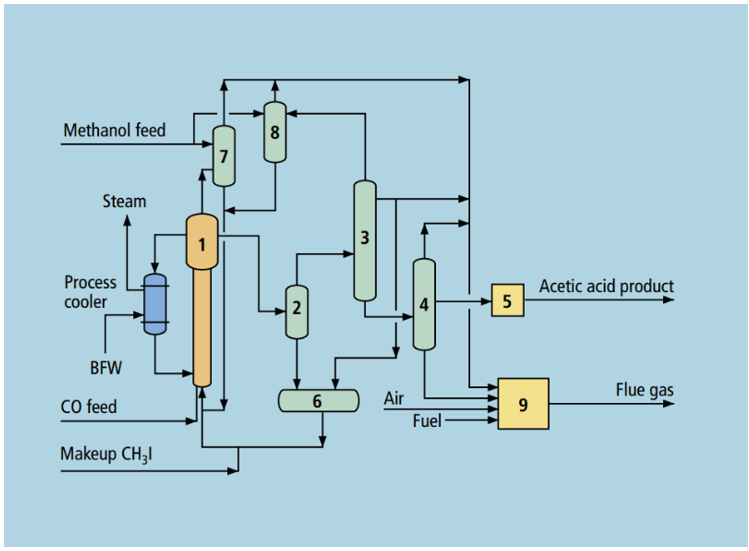 Methanol feed
8
7
Steam
1
3
Process
cooler
2
4
5
Acetic acid product
BFW
6
Air
Fuel
9
Flue gas
CO feed
Makeup CH₃I